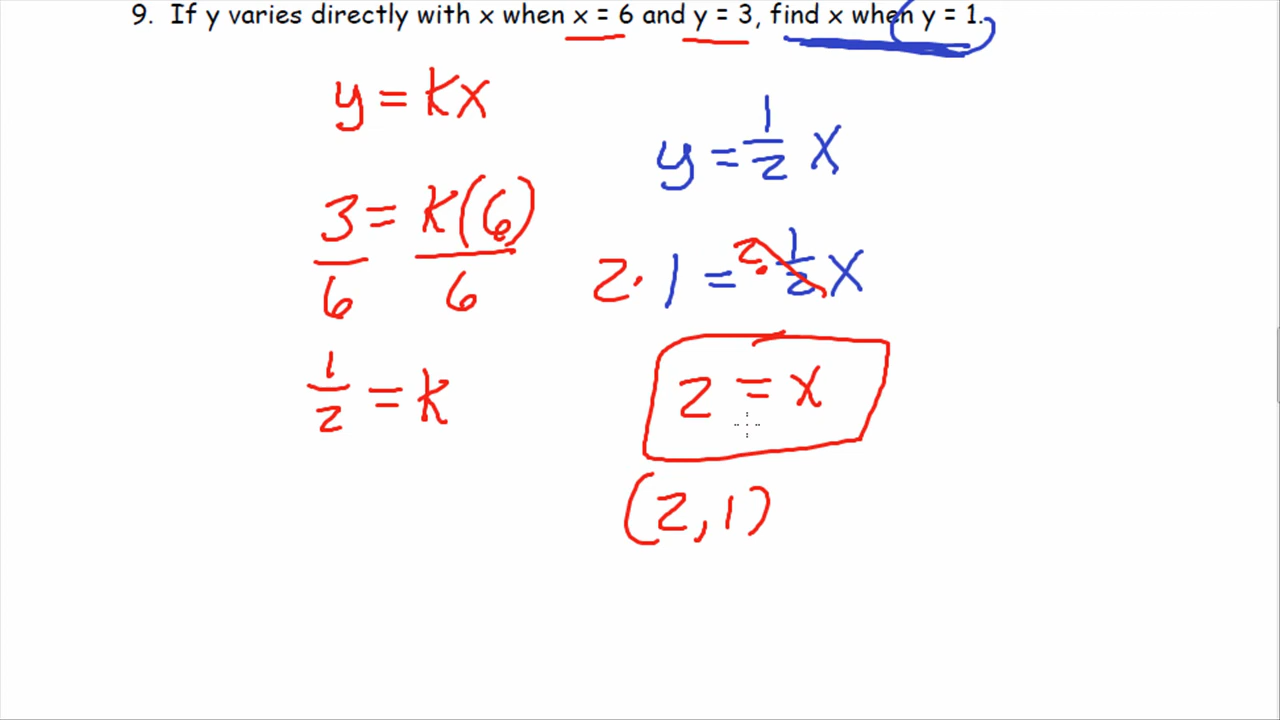 9. If y varies directly with x when x = 6 and y = 3, find x when y = 1.
y = kx
3 = k(6)
6 6
1/2 = k
y = 1/2 x
2· 1 = 2· 1/2 x
2 = x
(2, 1)